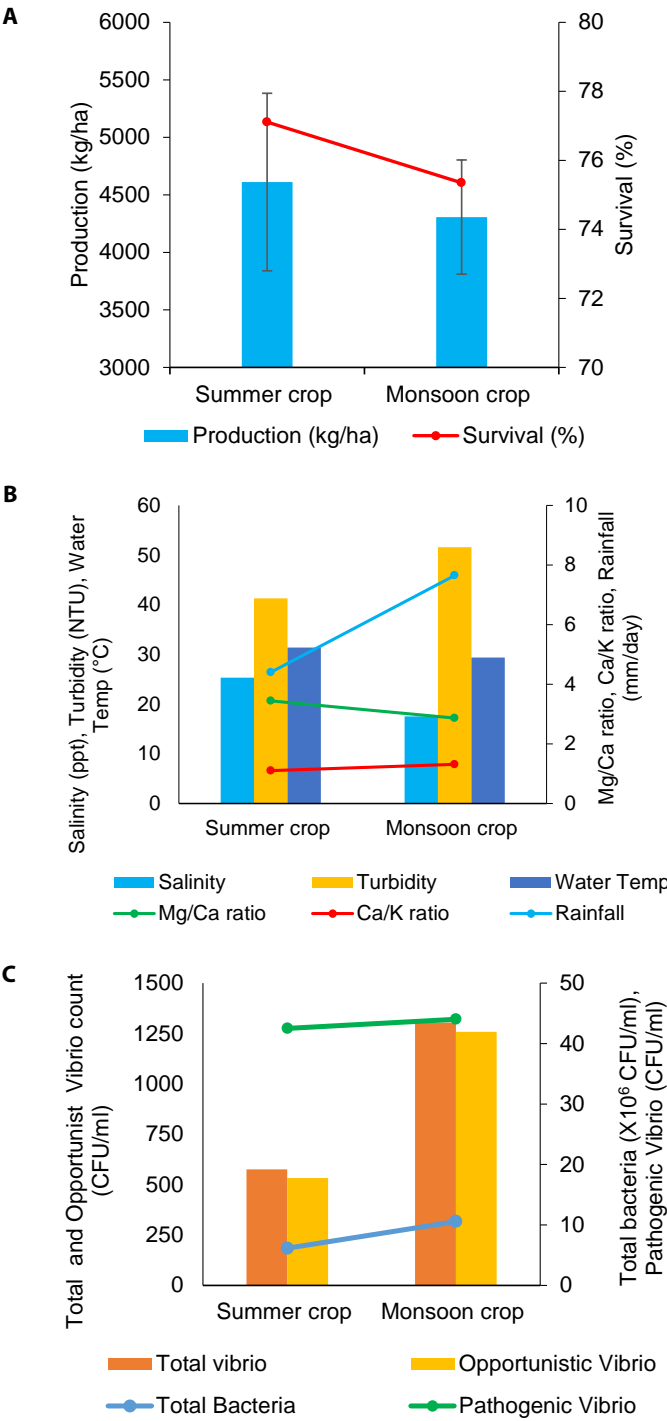 A
6000
5500
5000
4500
4000
3500
3000
Production (kg/ha)
80
78
76
74
72
70
Survival (%)
Summer crop
Monsoon crop
Production (kg/ha)
Survival (%)
B
60
50
40
30
20
10
0
Salinity (ppt), Turbidity (NTU), Water
Temp (°C)
10
8
6
4
2
0
Mg/Ca ratio, Ca/K ratio, Rainfall
(mm/day)
Summer crop
Monsoon crop
Salinity
Turbidity
Water Temp
Mg/Ca ratio
Ca/K ratio
Rainfall
C
1500
1250
1000
750
500
250
0
Total and Opportunist Vibrio count
(CFU/ml)
50
40
30
20
10
0
Total bacteria (X10⁶ CFU/ml),
Pathogenic Vibrio (CFU/ml)
Summer crop
Monsoon crop
Total vibrio
Opportunistic Vibrio
Total Bacteria
Pathogenic Vibrio